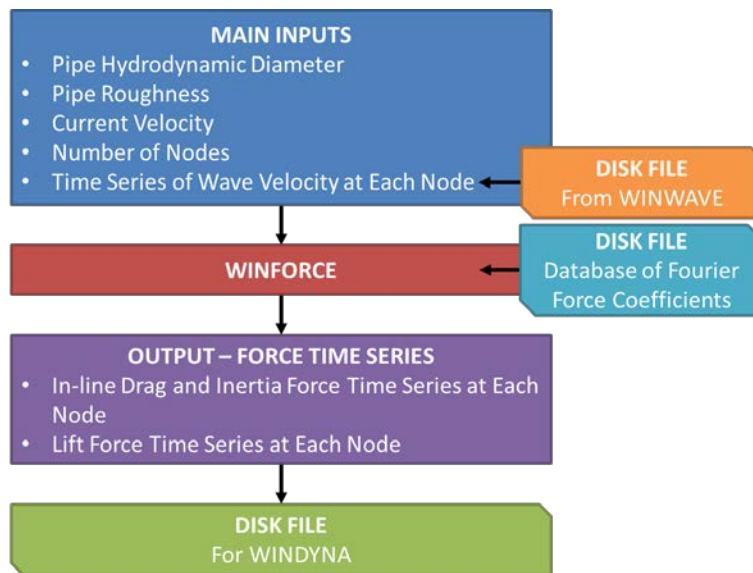 MAIN INPUTS
• Pipe Hydrodynamic Diameter
• Pipe Roughness
• Current Velocity
• Number of Nodes
• Time Series of Wave Velocity at Each Node
DISK FILE
From WINWAVE
WINFORCE
DISK FILE
Database of Fourier
Force Coefficients
OUTPUT – FORCE TIME SERIES
• In-line Drag and Inertia Force Time Series at Each
Node
• Lift Force Time Series at Each Node
DISK FILE
For WINDYNA